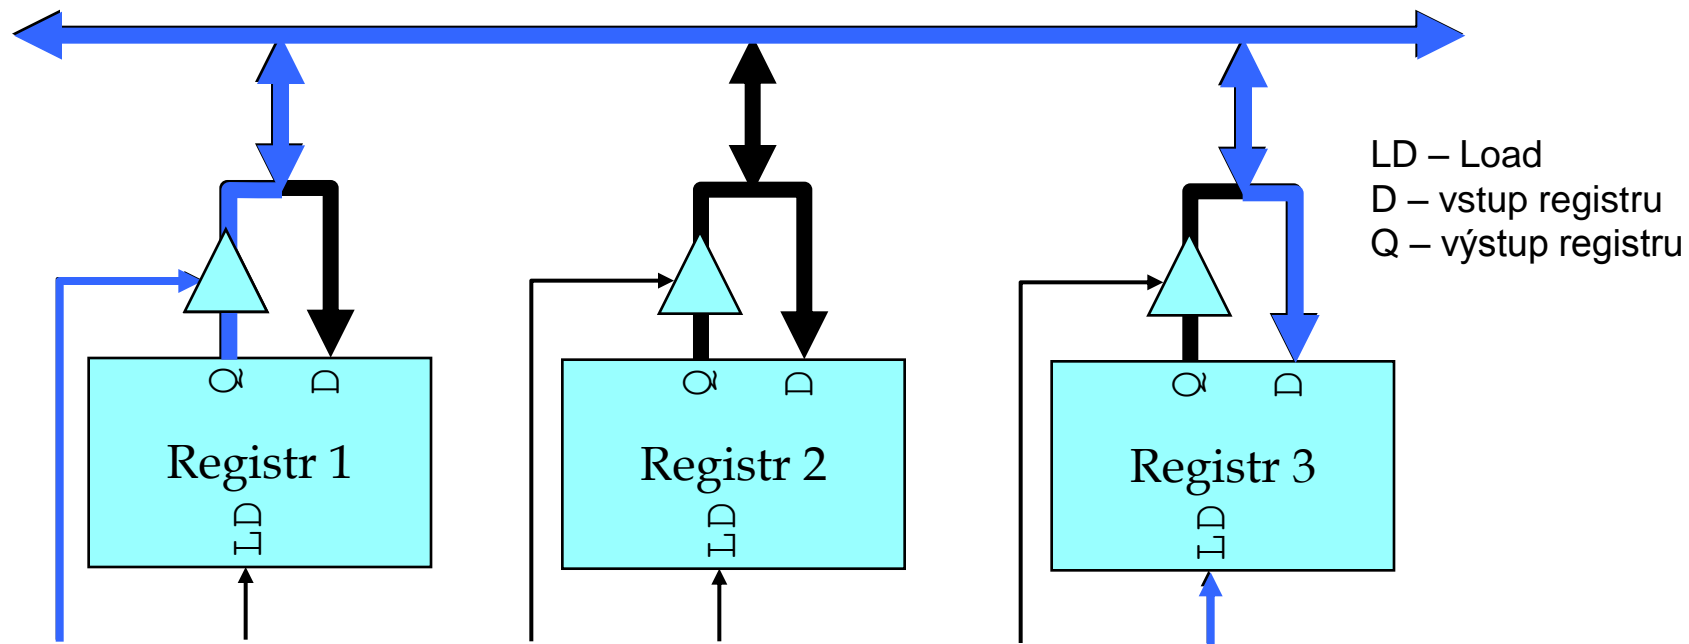 LD – Load
D – vstup registru
Q – výstup registru
Q D
Registr 1
LD
Q D
Registr 2
LD
Q D
Registr 3
LD